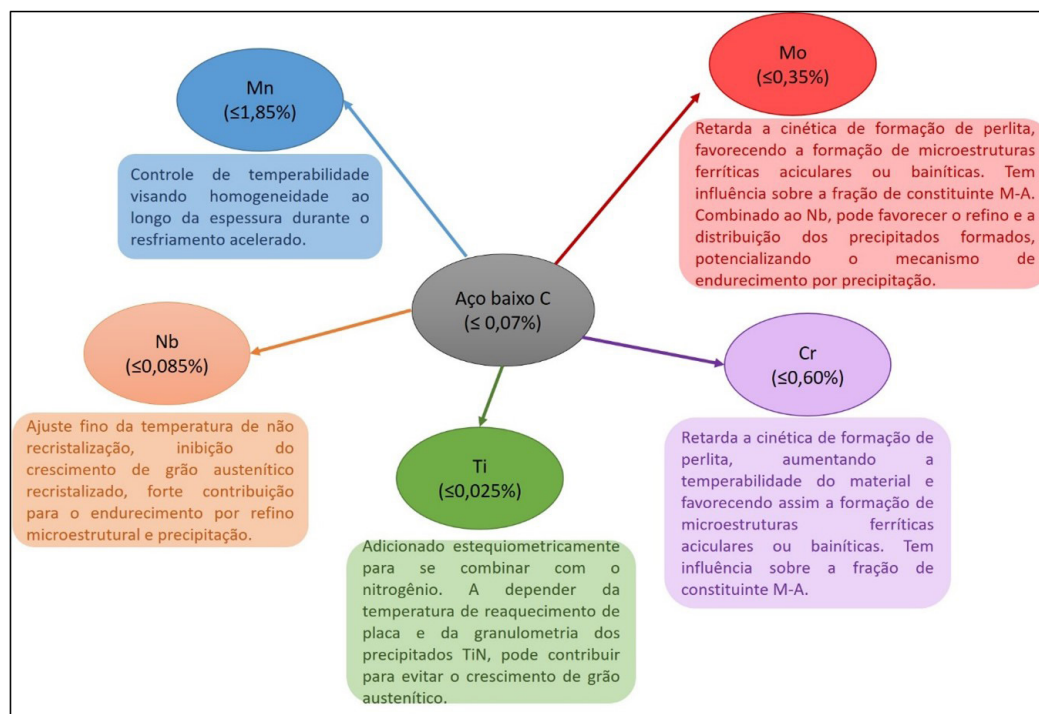 Mn
(≤1,85%)
Controle de temperabilidade
visando homogeneidade ao
longo da espessura durante o
resfriamento acelerado.
Mo
(≤0,35%)
Retarda a cinética de formação de perlita,
favorecendo a formação de microestruturas
ferríticas aciculares ou bainíticas. Tem
influência sobre a fração de constituinte M-A.
Combinado ao Nb, pode favorecer o refino e a
distribuição dos precipitados formados,
potencializando o mecanismo de
endurecimento por precipitação.
Aço baixo C
(≤ 0,07%)
Nb
(≤0,085%)
Ajuste fino da temperatura de não
recristalização, inibição do
crescimento de grão austenítico
recristalizado, forte contribuição
para o endurecimento por refino
microestrutural e precipitação.
Ti
(≤0,025%)
Adicionado estequiometricamente
para se combinar com o
nitrogênio. A depender da
temperatura de reaquecimento de
placa e da granulometria dos
precipitados TiN, pode contribuir
para evitar o crescimento de grão
austenítico.
Cr
(≤0,60%)
Retarda a cinética de formação de
perlita, aumentando a
temperabilidade do material e
favorecendo assim a formação de
microestruturas ferríticas
aciculares ou bainíticas. Tem
influência sobre a fração de
constituinte M-A.